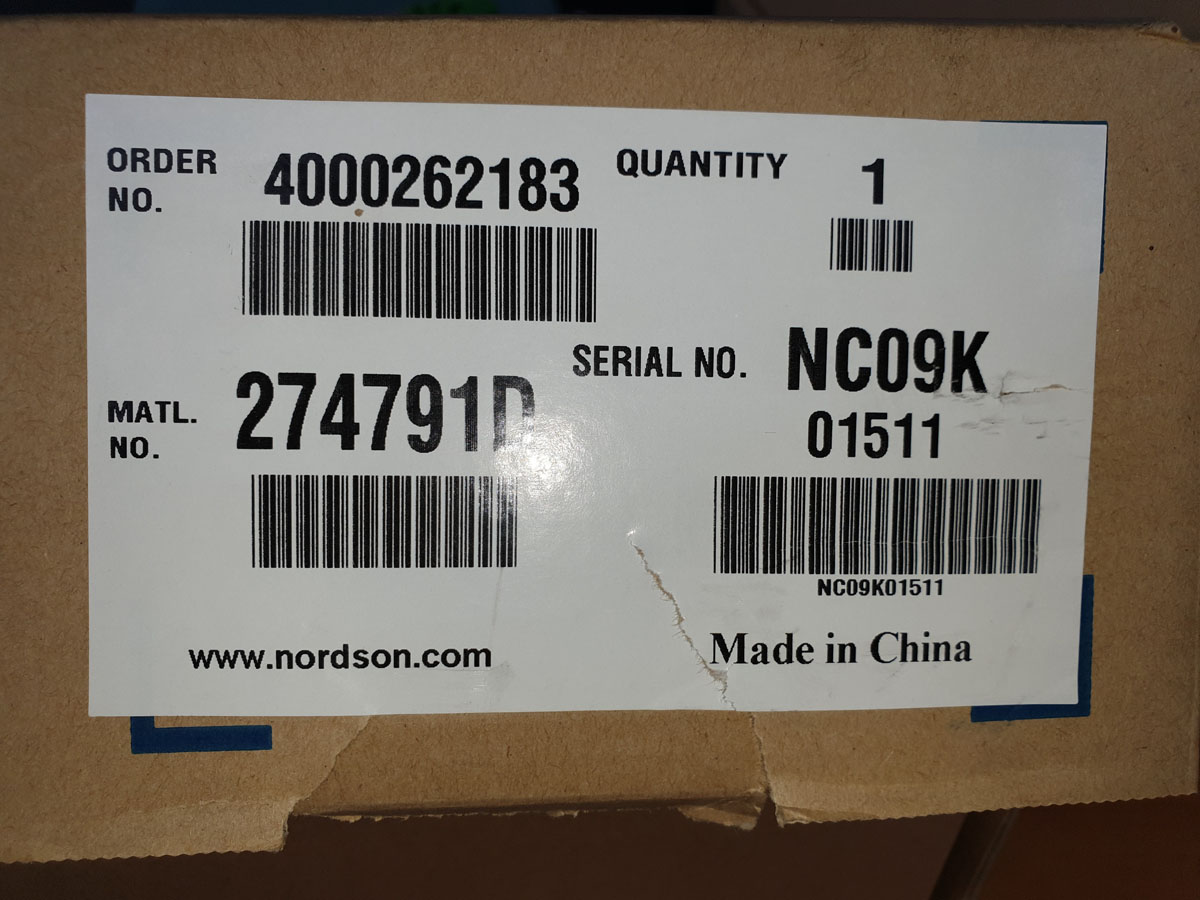 ORDER NO. 4000262183
QUANTITY 1
SERIAL NO. NC09K
01511
MATL. NO. 274791D
NC09K01511
www.nordson.com
Made in China